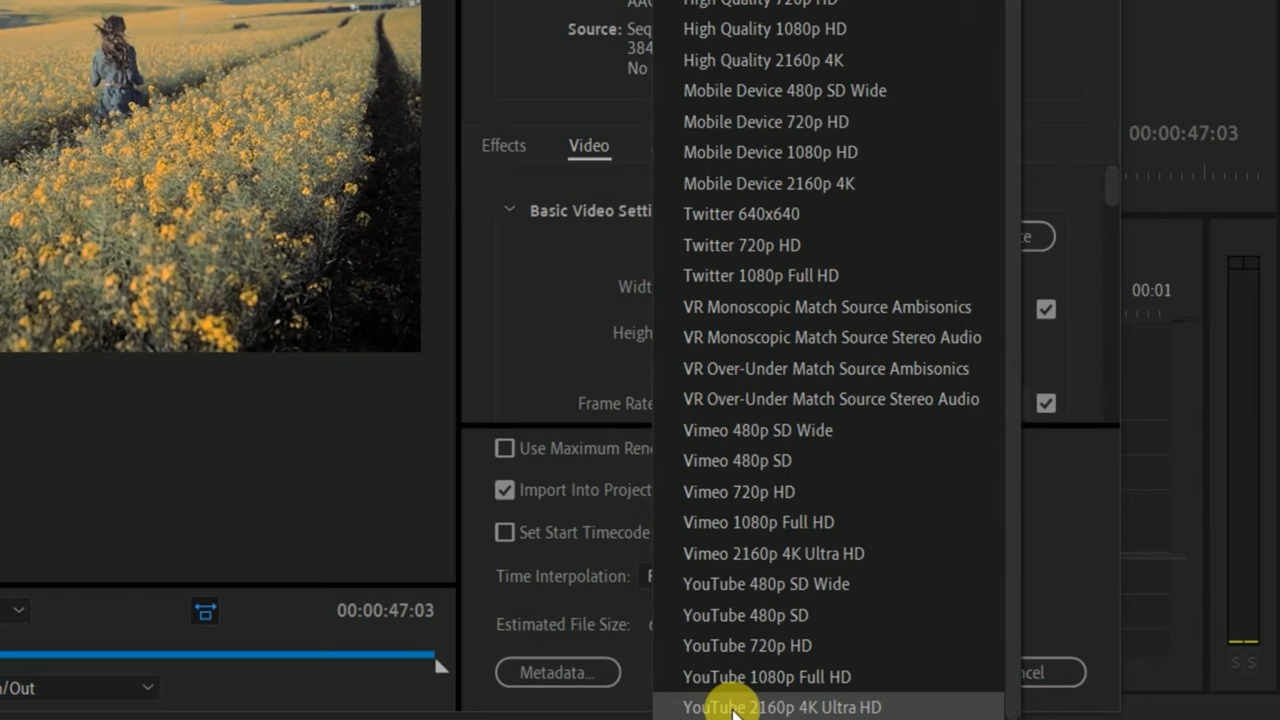 AAC
Source: Seq
384
No
Effects
Video
Basic Video Setti
Widt
Heigh
Frame Rate
Use Maximum Ren
Import Into Project
Set Start Timecode
Time Interpolation:
Estimated File Size:
Metadata...
00:00:47:03
n/Out
High Quality 720p HD
High Quality 1080p HD
High Quality 2160p 4K
Mobile Device 480p SD Wide
Mobile Device 720p HD
Mobile Device 1080p HD
Mobile Device 2160p 4K
Twitter 640x640
Twitter 720p HD
Twitter 1080p Full HD
VR Monoscopic Match Source Ambisonics
VR Monoscopic Match Source Stereo Audio
VR Over-Under Match Source Ambisonics
VR Over-Under Match Source Stereo Audio
Vimeo 480p SD Wide
Vimeo 480p SD
Vimeo 720p HD
Vimeo 1080p Full HD
Vimeo 2160p 4K Ultra HD
YouTube 480p SD Wide
YouTube 480p SD
YouTube 720p HD
YouTube 1080p Full HD
YouTube 2160p 4K Ultra HD
ncel
00:00:47:03
00:01
S S